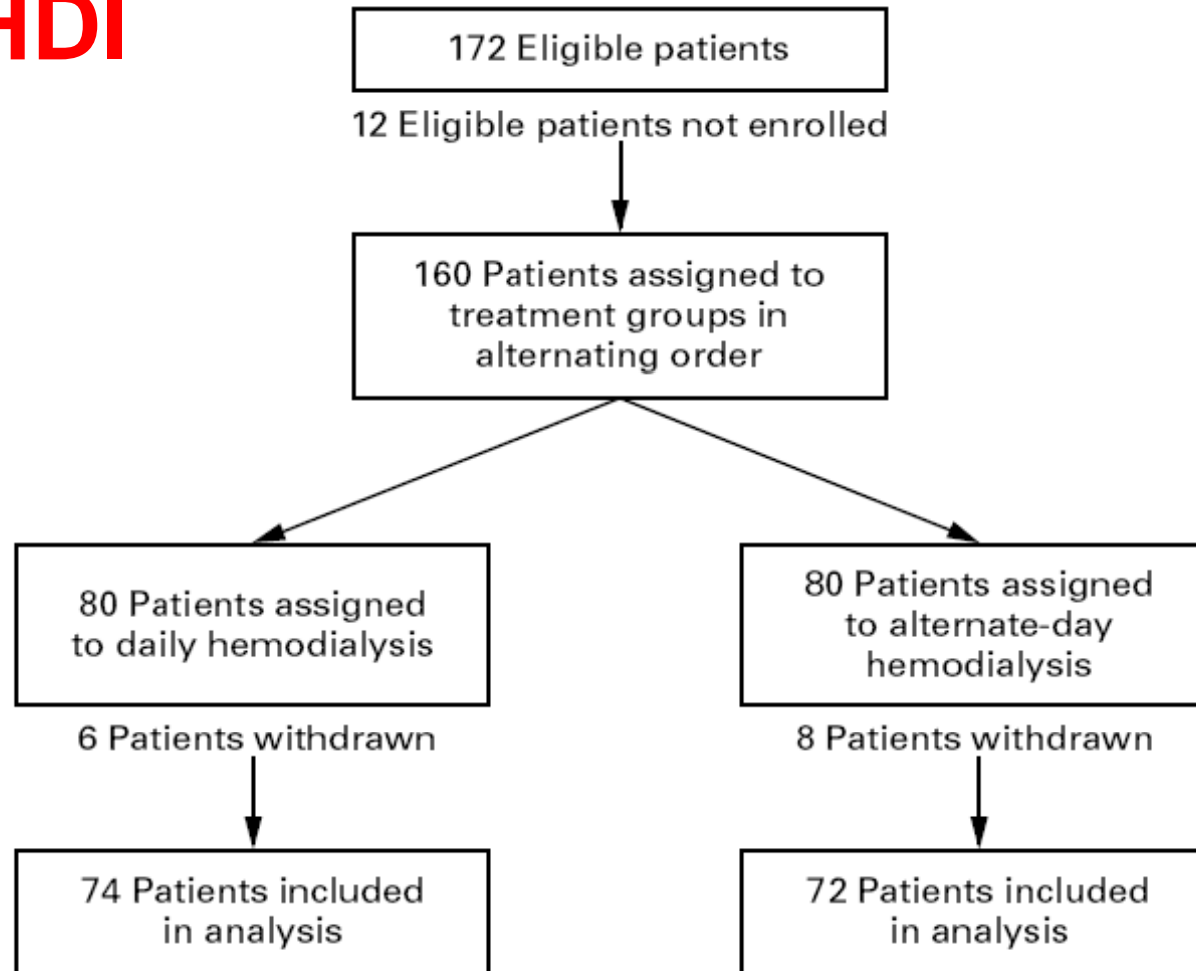 HDI
172 Eligible patients
12 Eligible patients not enrolled
160 Patients assigned to
treatment groups in
alternating order
80 Patients assigned
to daily hemodialysis
80 Patients assigned
to alternate-day
hemodialysis
6 Patients withdrawn
8 Patients withdrawn
74 Patients included
in analysis
72 Patients included
in analysis